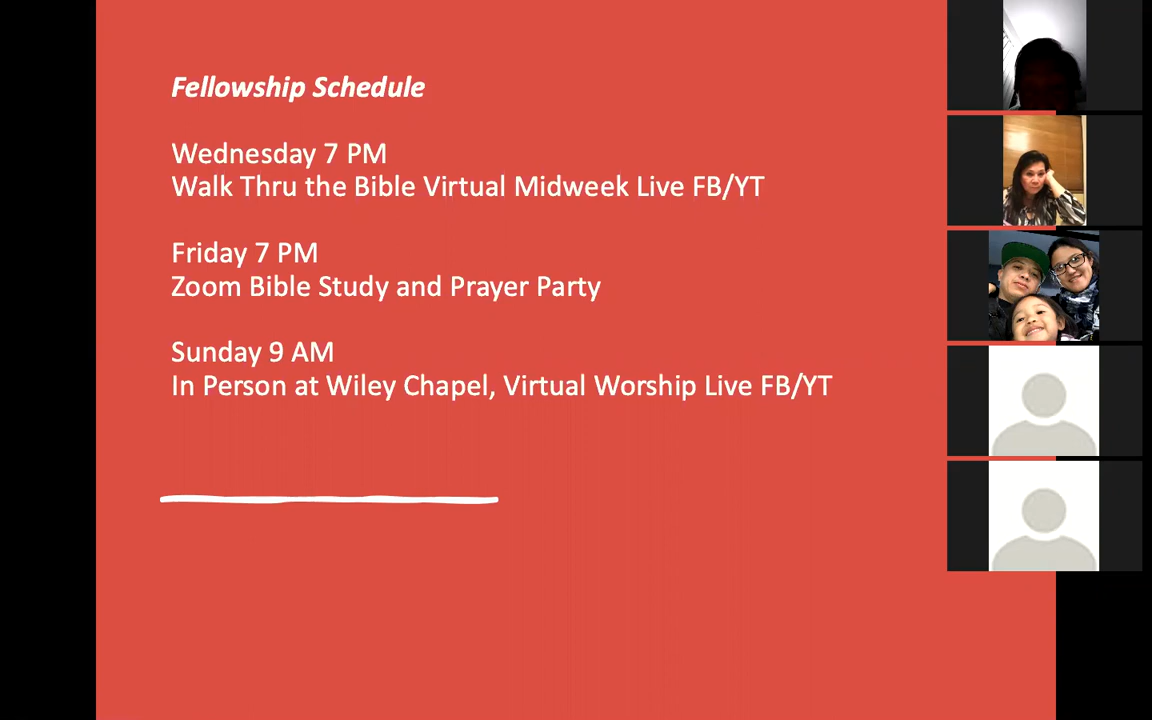 Fellowship Schedule
Wednesday 7 PM
Walk Thru the Bible Virtual Midweek Live FB/YT
Friday 7 PM
Zoom Bible Study and Prayer Party
Sunday 9 AM
In Person at Wiley Chapel, Virtual Worship Live FB/YT